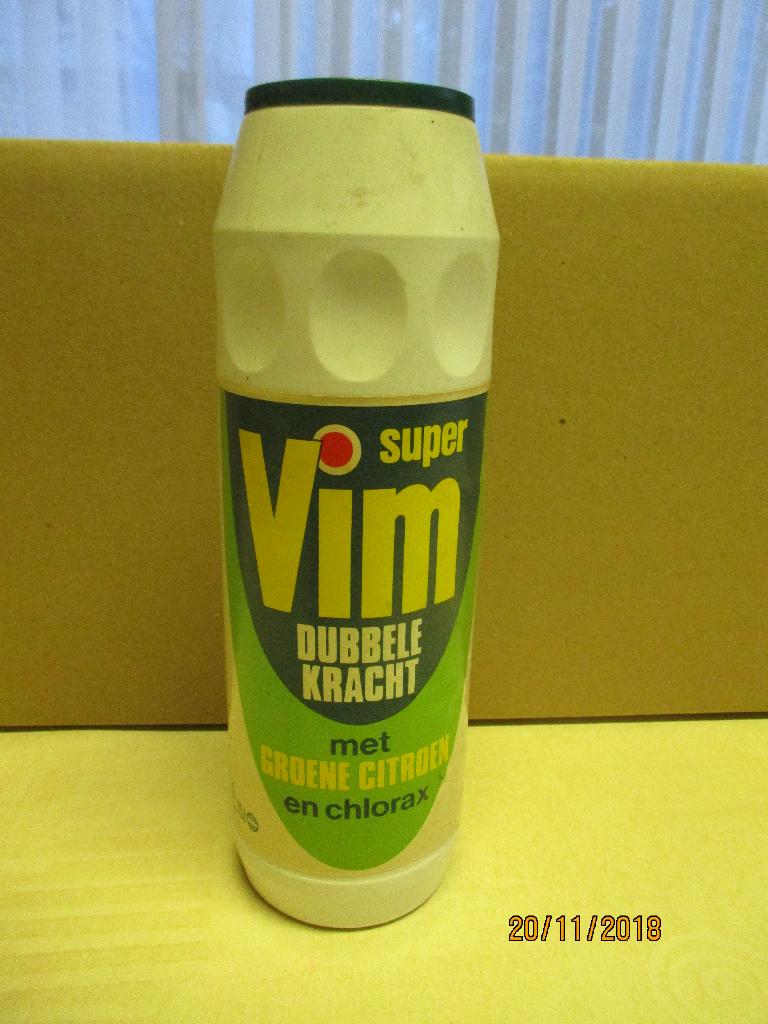 super
Vim
DUBBELE
KRACHT
met
GROENE CITROEN
en chlorax
20/11/2018